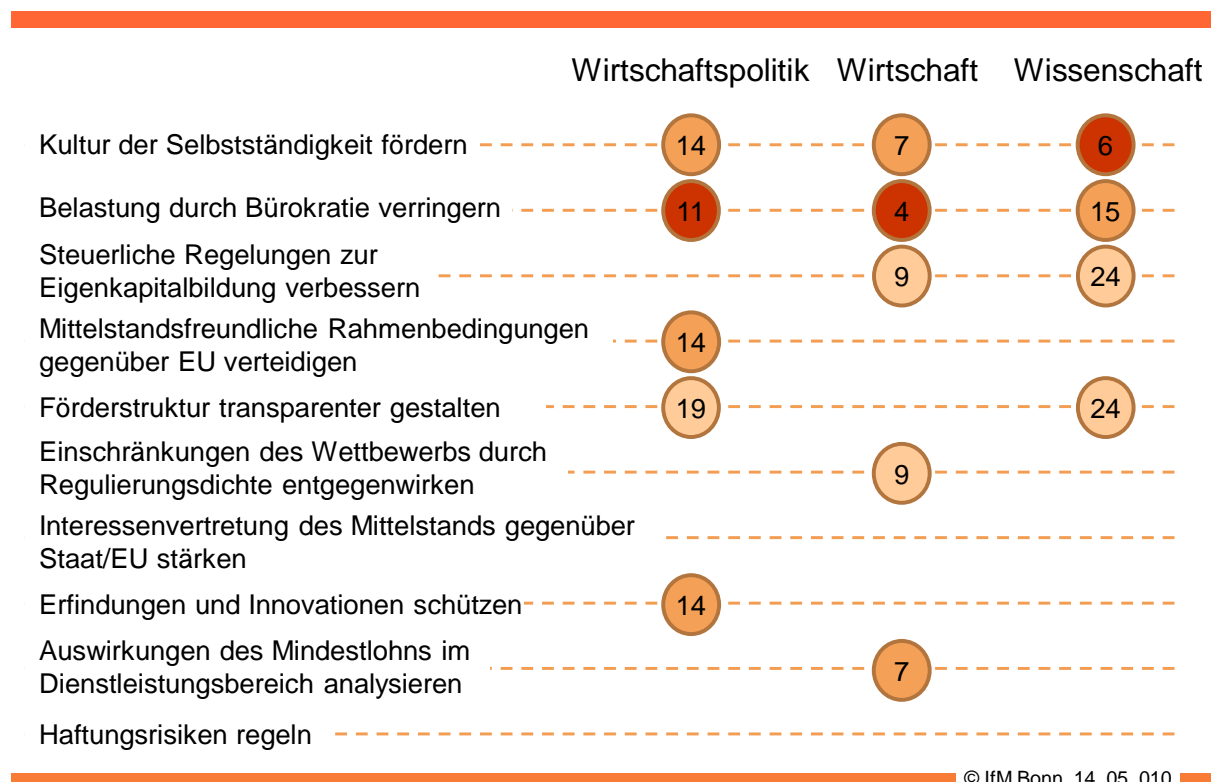 Wirtschaftspolitik Wirtschaft Wissenschaft
Kultur der Selbstständigkeit fördern 14 7 6
Belastung durch Bürokratie verringern 11 4 15
Steuerliche Regelungen zur
Eigenkapitalbildung verbessern 9 24
Mittelstandsfreundliche Rahmenbedingungen
gegenüber EU verteidigen 14
Förderstruktur transparenter gestalten 19 24
Einschränkungen des Wettbewerbs durch
Regulierungsdichte entgegenwirken 9
Interessenvertretung des Mittelstands gegenüber
Staat/EU stärken
Erfindungen und Innovationen schützen 14
Auswirkungen des Mindestlohns im
Dienstleistungsbereich analysieren 7
Haftungsrisiken regeln
© IfM Bonn 14 05 010